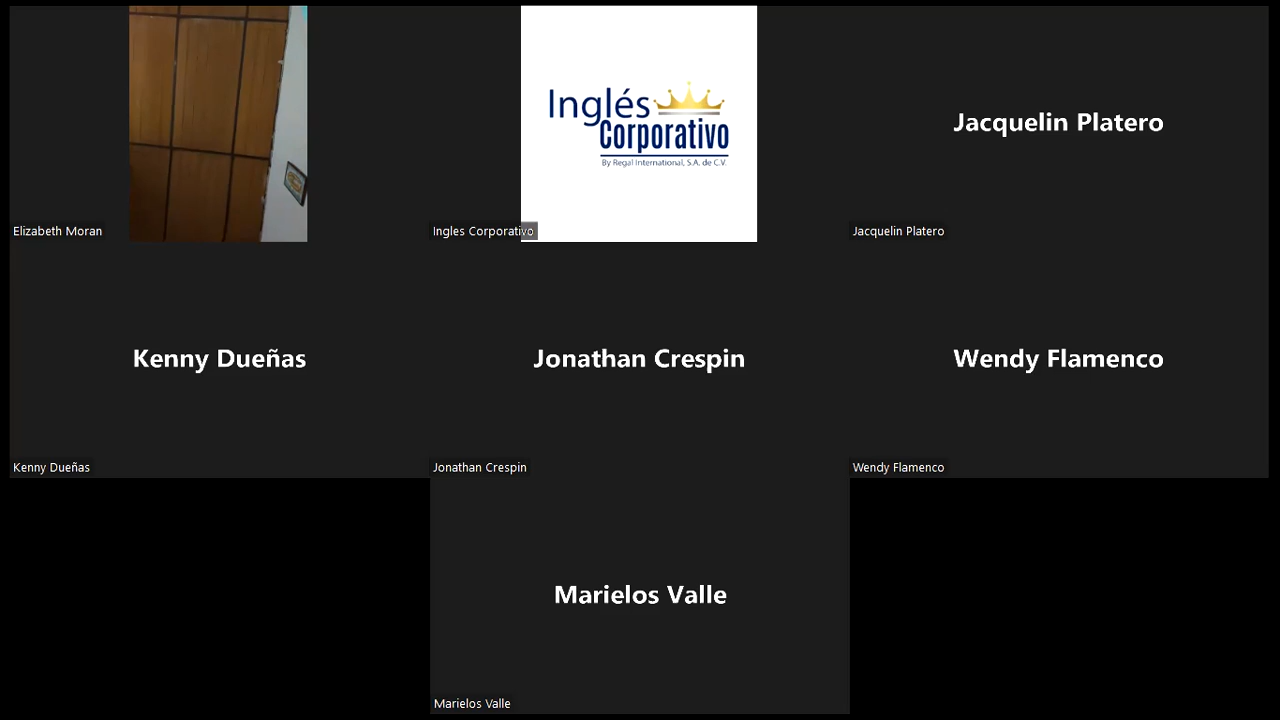 Inglés
Corporativo
By Regal International, S.A. de C.V.
Jacquelin Platero
Elizabeth Moran
Ingles Corporativo
Jacquelin Platero
Kenny Dueñas
Jonathan Crespin
Wendy Flamenco
Kenny Dueñas
Jonathan Crespin
Wendy Flamenco
Marielos Valle
Marielos Valle